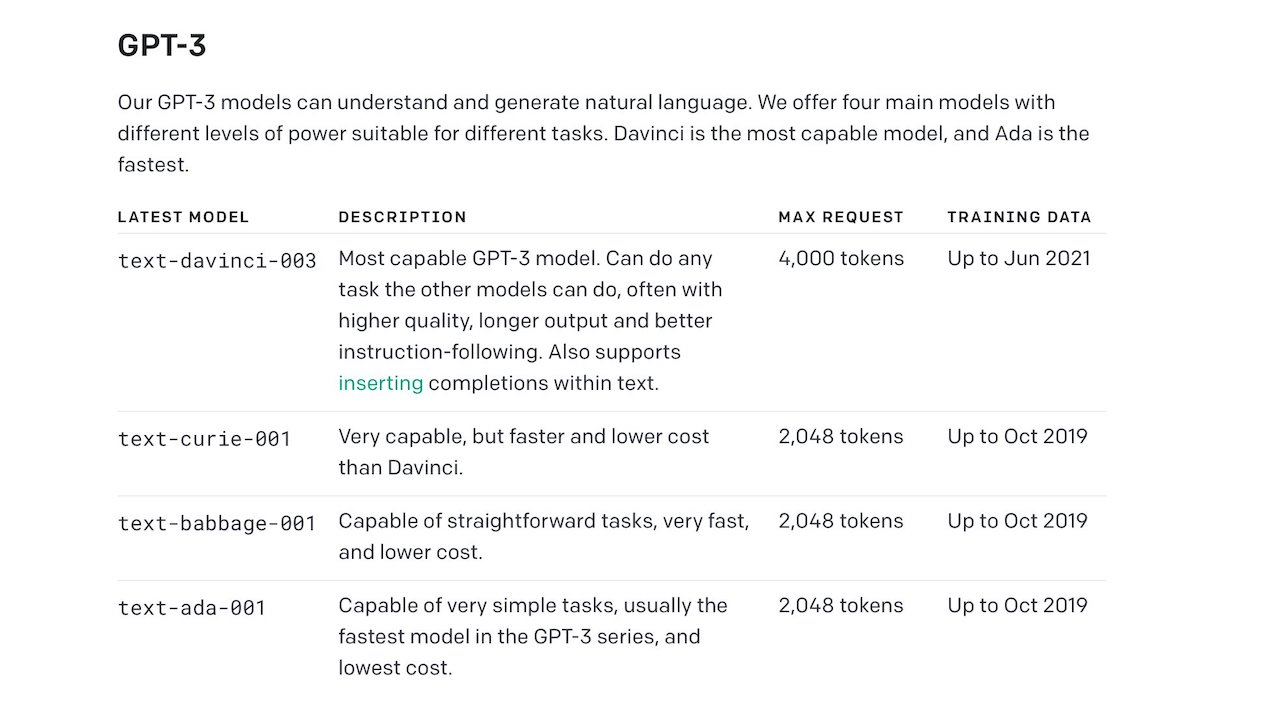 GPT-3
Our GPT-3 models can understand and generate natural language. We offer four main models with
different levels of power suitable for different tasks. Davinci is the most capable model, and Ada is the
fastest.
LATEST MODEL DESCRIPTION MAX REQUEST TRAINING DATA
text-davinci-003 Most capable GPT-3 model. Can do any 4,000 tokens Up to Jun 2021
task the other models can do, often with
higher quality, longer output and better
instruction-following. Also supports
inserting completions within text.
text-curie-001 Very capable, but faster and lower cost 2,048 tokens Up to Oct 2019
than Davinci.
text-babbage-001 Capable of straightforward tasks, very fast, 2,048 tokens Up to Oct 2019
and lower cost.
text-ada-001 Capable of very simple tasks, usually the 2,048 tokens Up to Oct 2019
fastest model in the GPT-3 series, and
lowest cost.